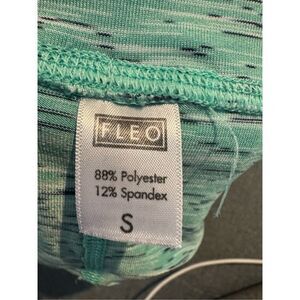 FLEO
88% Polyester
12% Spandex
S